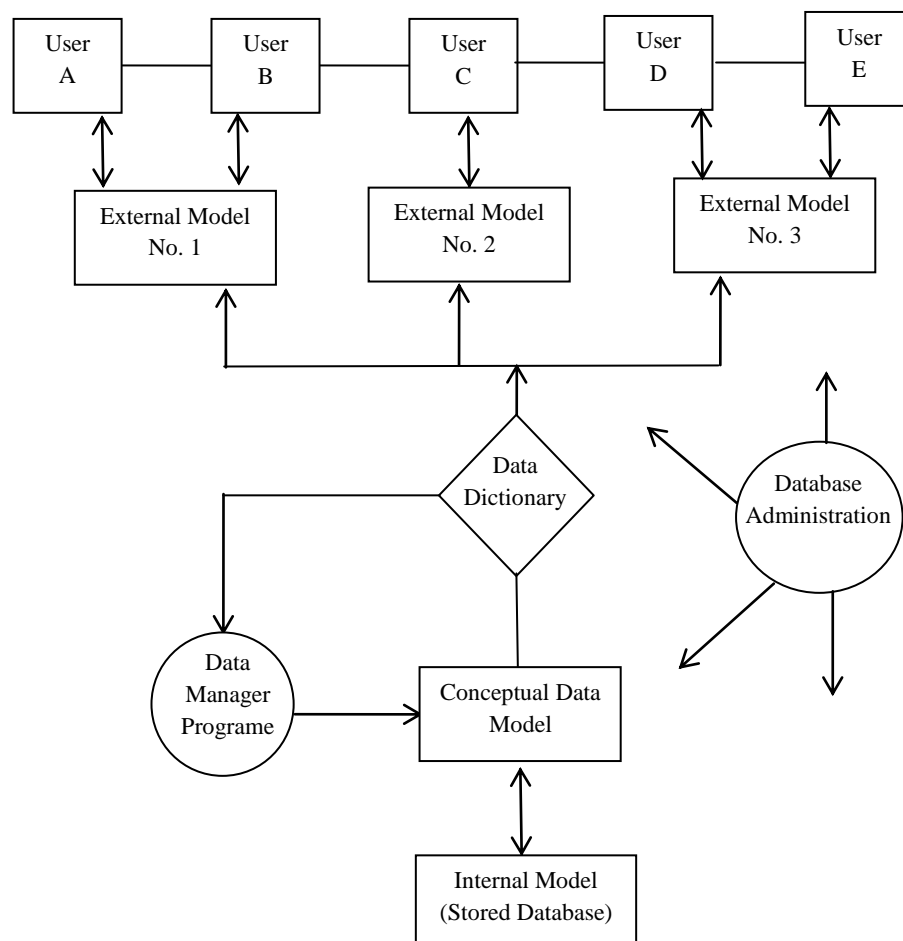 User
A
User
B
User
C
User
D
User
E
External Model
No. 1
External Model
No. 2
External Model
No. 3
Data
Dictionary
Database
Administration
Data
Manager
Programe
Conceptual Data
Model
Internal Model
(Stored Database)